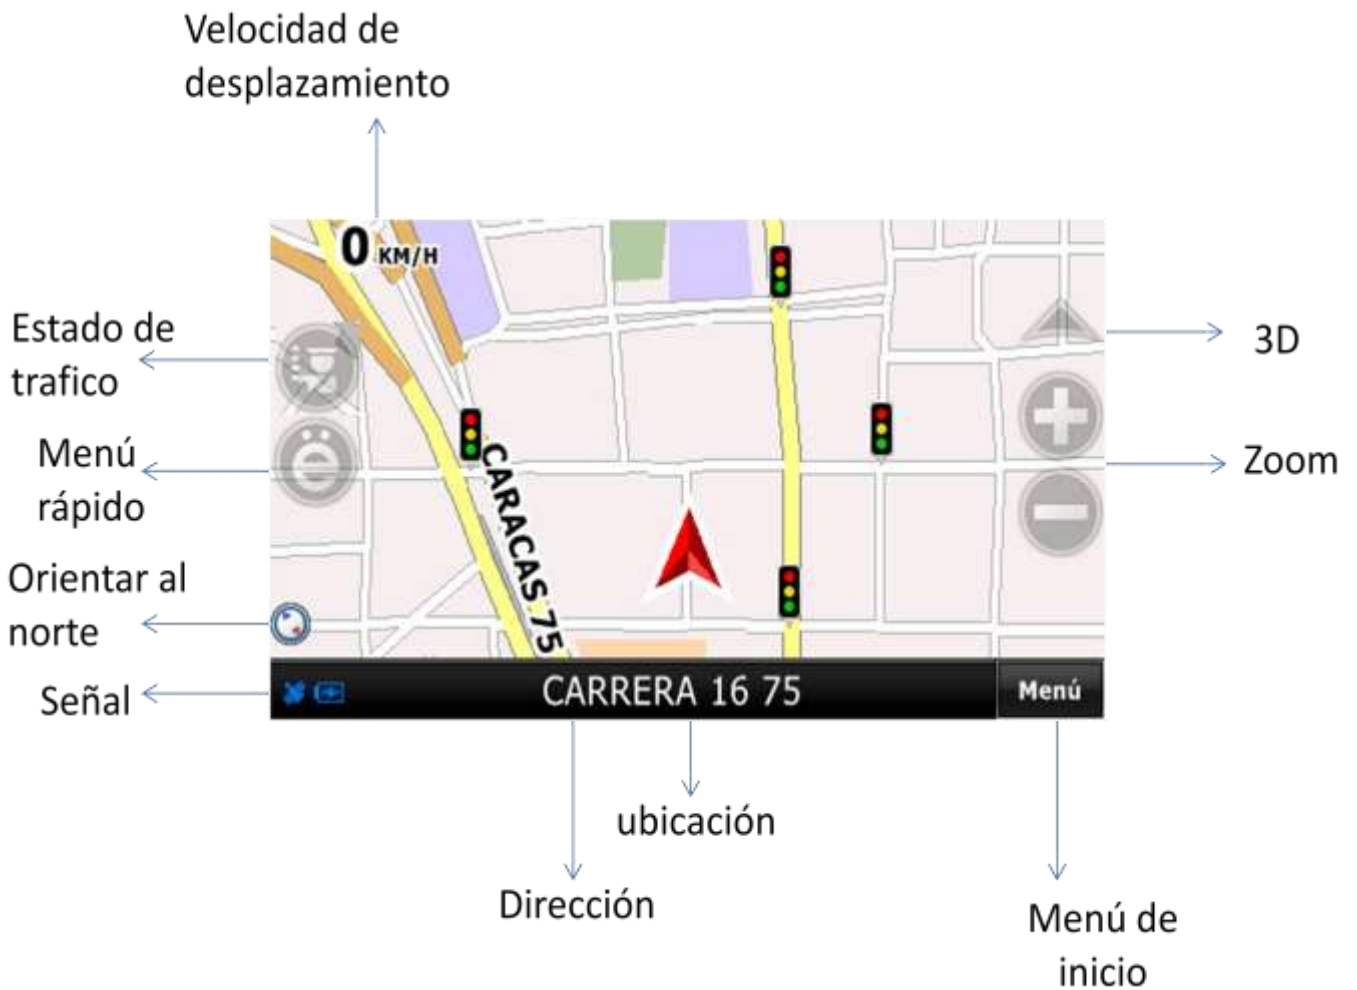 Velocidad de
desplazamiento
0 KM/H
Estado de
trafico
3D
Menú
rápido
Zoom
CARACAS 75
Orientar al
norte
Señal
CARRERA 16 75
Menú
ubicación
Dirección
Menú de
inicio